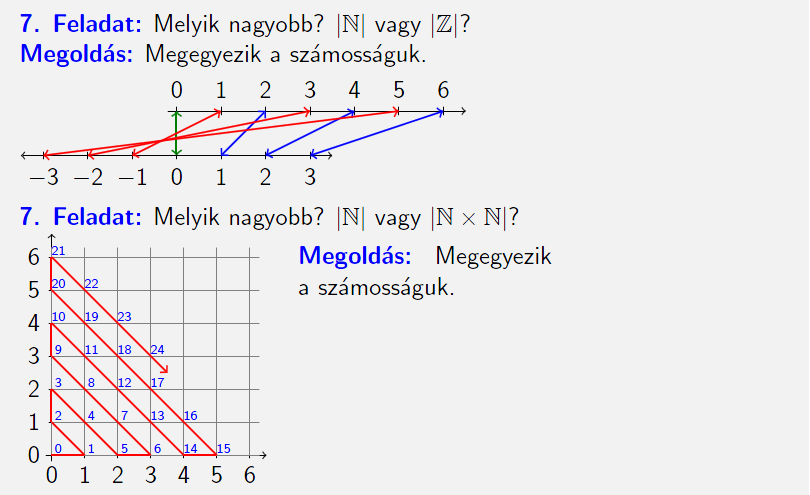 7. Feladat: Melyik nagyobb? |ℕ| vagy |ℤ|?
Megoldás: Megegyezik a számosságuk.
0 1 2 3 4 5 6
−3 −2 −1 0 1 2 3
7. Feladat: Melyik nagyobb? |ℕ| vagy |ℕ × ℕ|?
Megoldás: Megegyezik
a számosságuk.
6 21
5 20 22
4 10 19 23
3 9 11 18 24
2 3 8 12 17
1 2 4 7 13 16
0 0 1 5 6 14 15
0 1 2 3 4 5 6